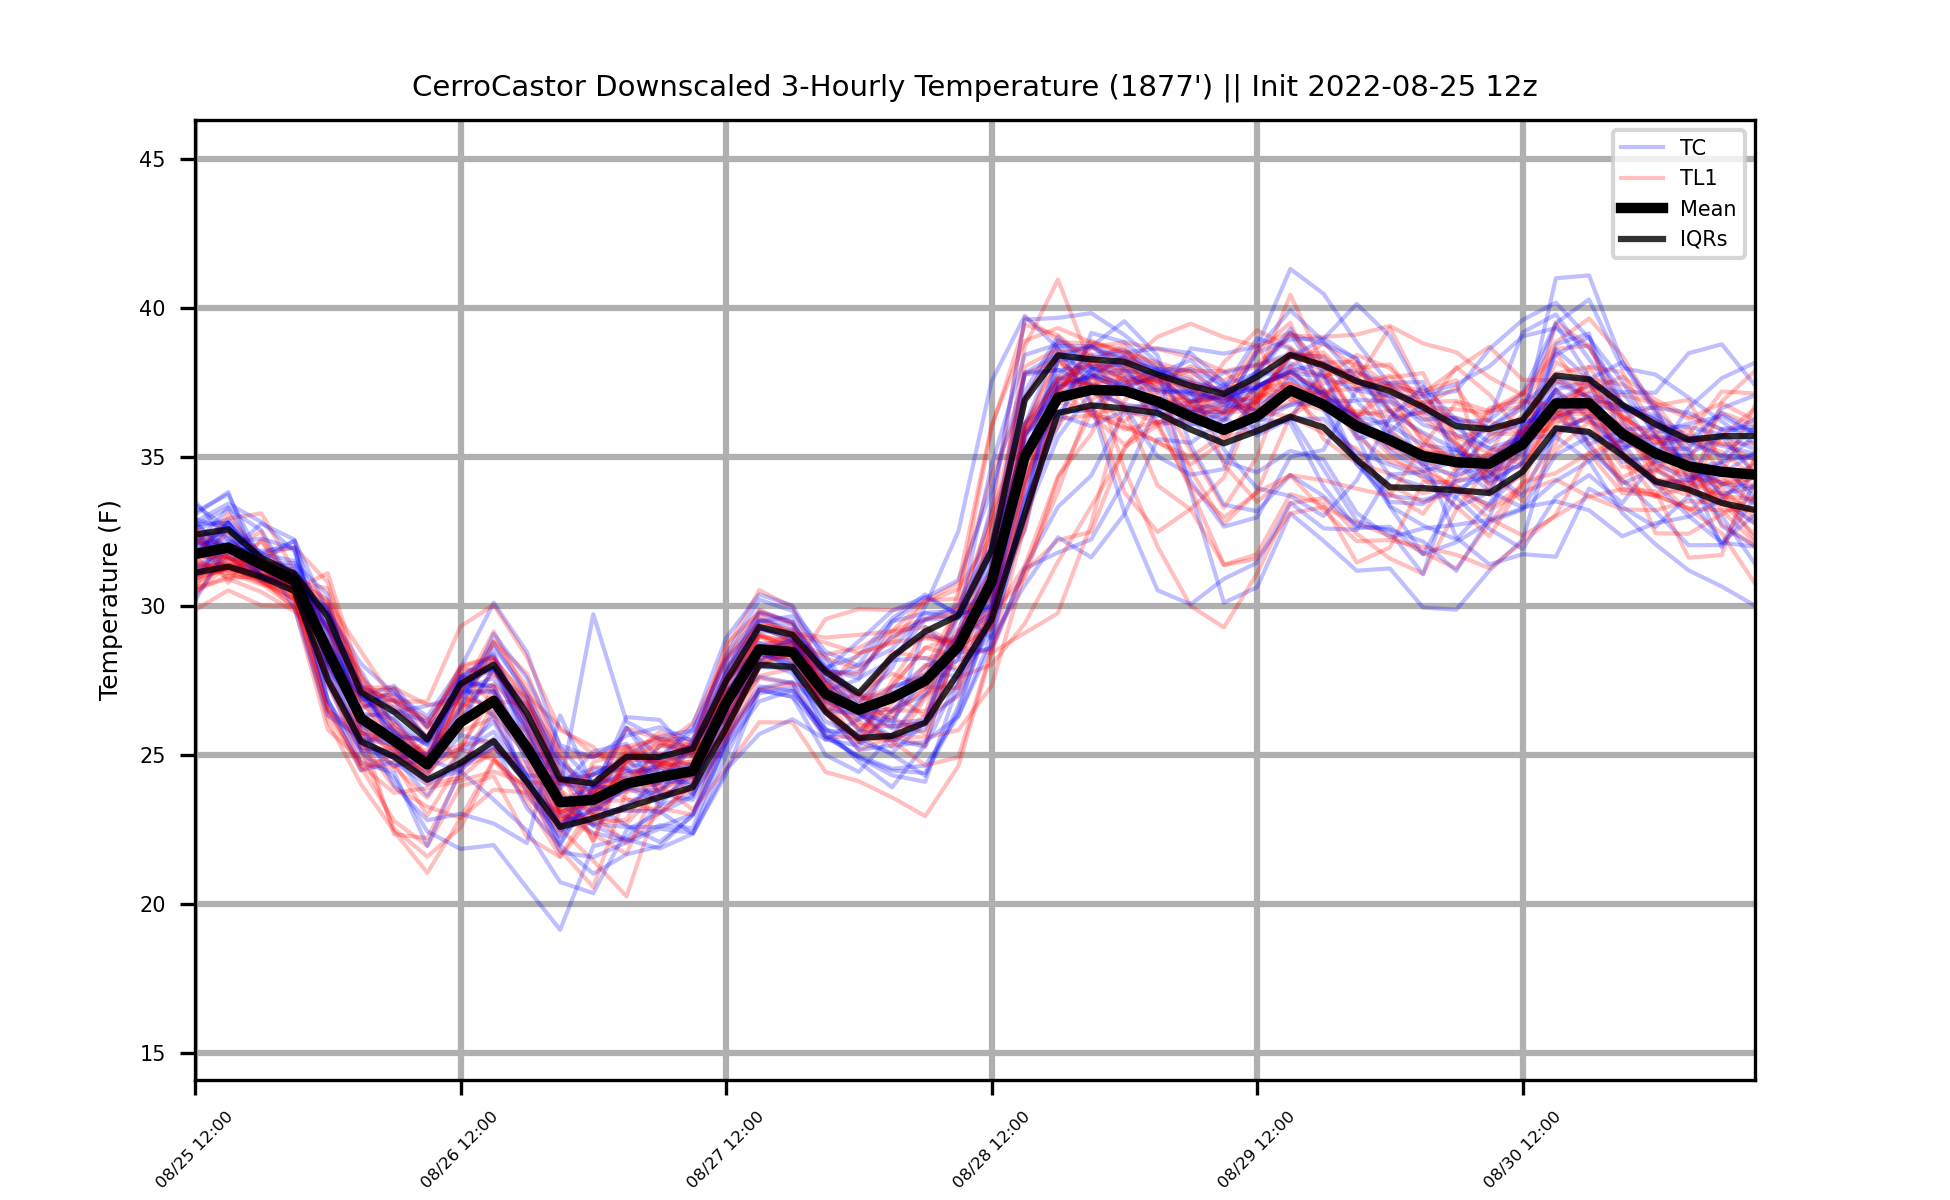 CerroCastor Downscaled 3-Hourly Temperature (1877') || Init 2022-08-25 12z
TC
TL1
Mean
IQRs
Temperature (F)
45
40
35
30
25
20
15
08/25 12:00
08/26 12:00
08/27 12:00
08/28 12:00
08/29 12:00
08/30 12:00